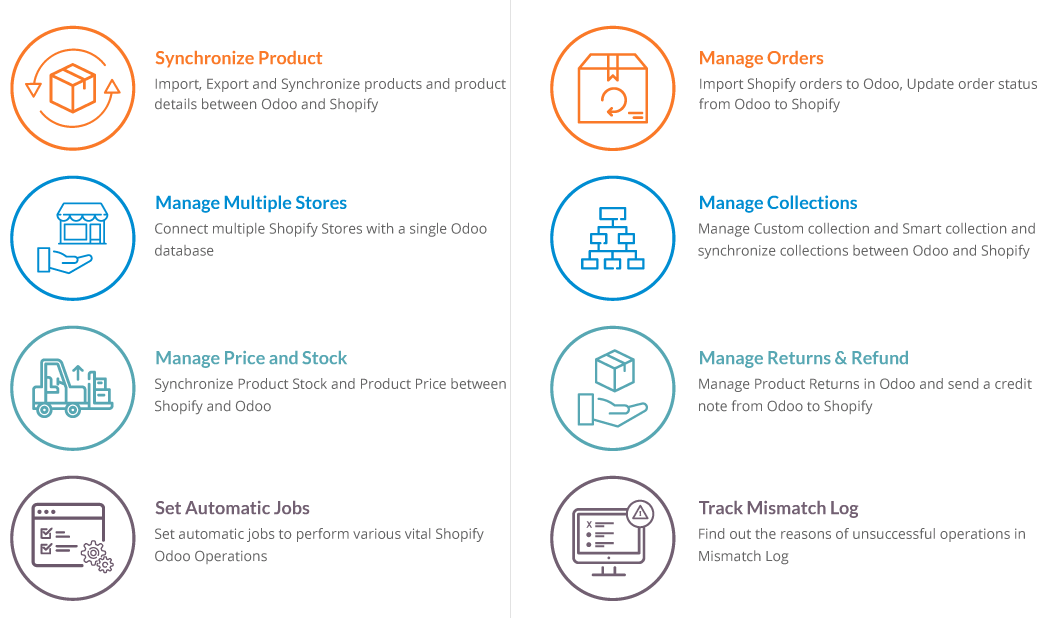 Synchronize Product
Import, Export and Synchronize products and product
details between Odoo and Shopify
Manage Orders
Import Shopify orders to Odoo, Update order status
from Odoo to Shopify
Manage Multiple Stores
Connect multiple Shopify Stores with a single Odoo
database
Manage Collections
Manage Custom collection and Smart collection and
synchronize collections between Odoo and Shopify
Manage Price and Stock
Synchronize Product Stock and Product Price between
Shopify and Odoo
Manage Returns & Refund
Manage Product Returns in Odoo and send a credit
note from Odoo to Shopify
Set Automatic Jobs
Set automatic jobs to perform various vital Shopify
Odoo Operations
Track Mismatch Log
Find out the reasons of unsuccessful operations in
Mismatch Log